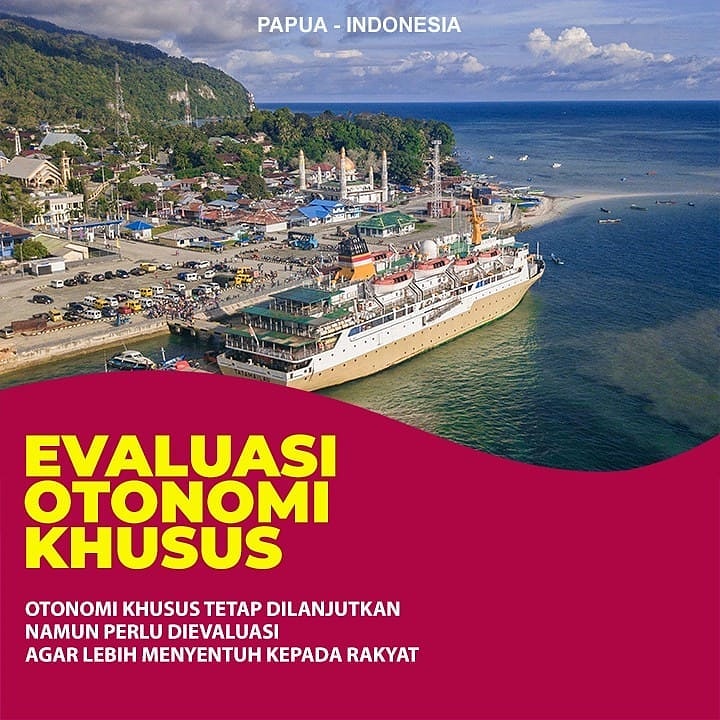 PAPUA - INDONESIA
EVALUASI
OTONOMI
KHUSUS
OTONOMI KHUSUS TETAP DILANJUTKAN
NAMUN PERLU DIEVALUASI
AGAR LEBIH MENYENTUH KEPADA RAKYAT